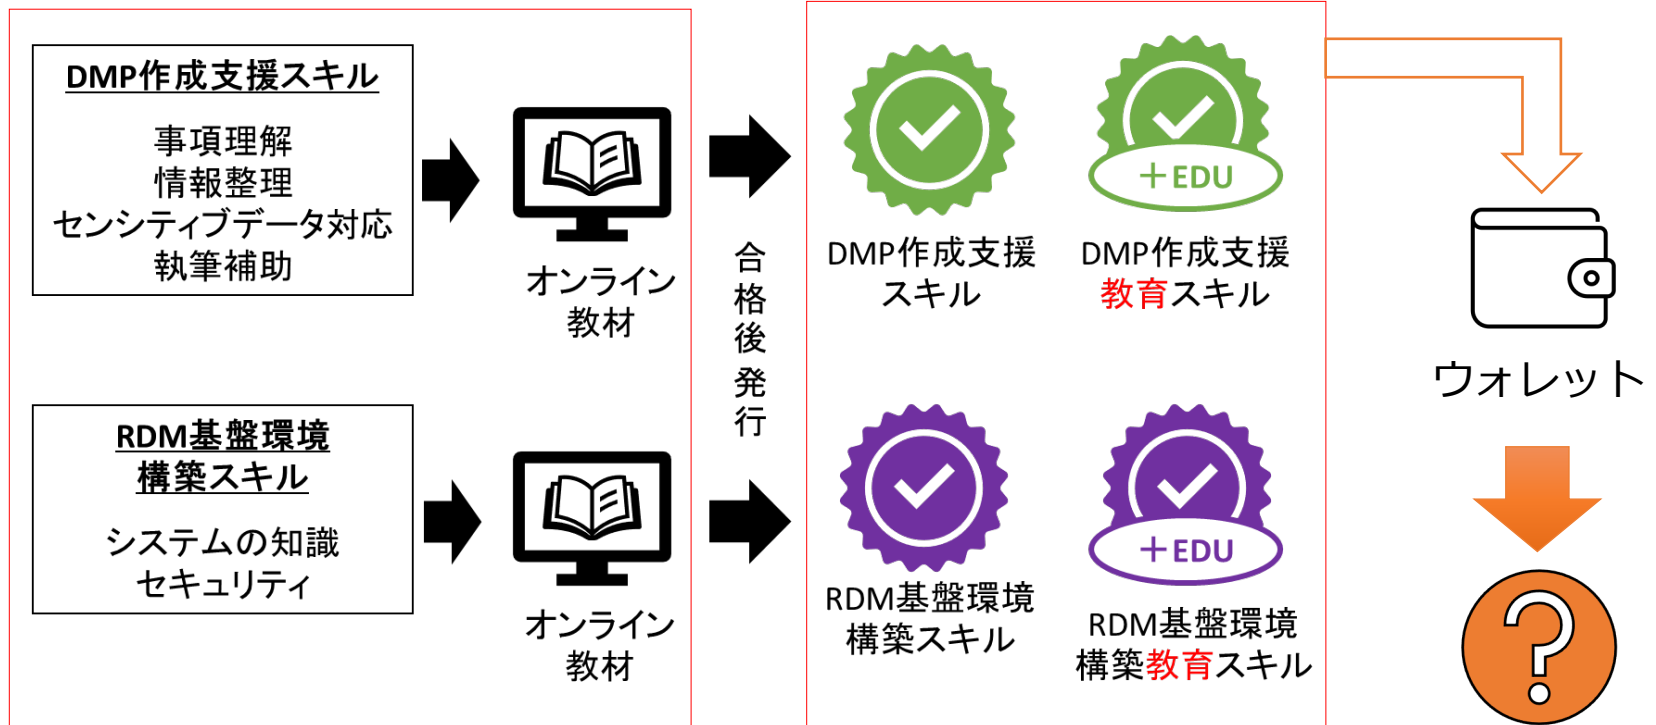 DMP作成支援スキル
事項理解
情報整理
センシティブデータ対応
執筆補助
オンライン
教材
RDM基盤環境
構築スキル
システムの知識
セキュリティ
オンライン
教材
合格後発行
DMP作成支援
スキル
+EDU
DMP作成支援
教育スキル
RDM基盤環境
構築スキル
+EDU
RDM基盤環境
構築教育スキル
ウォレット
?